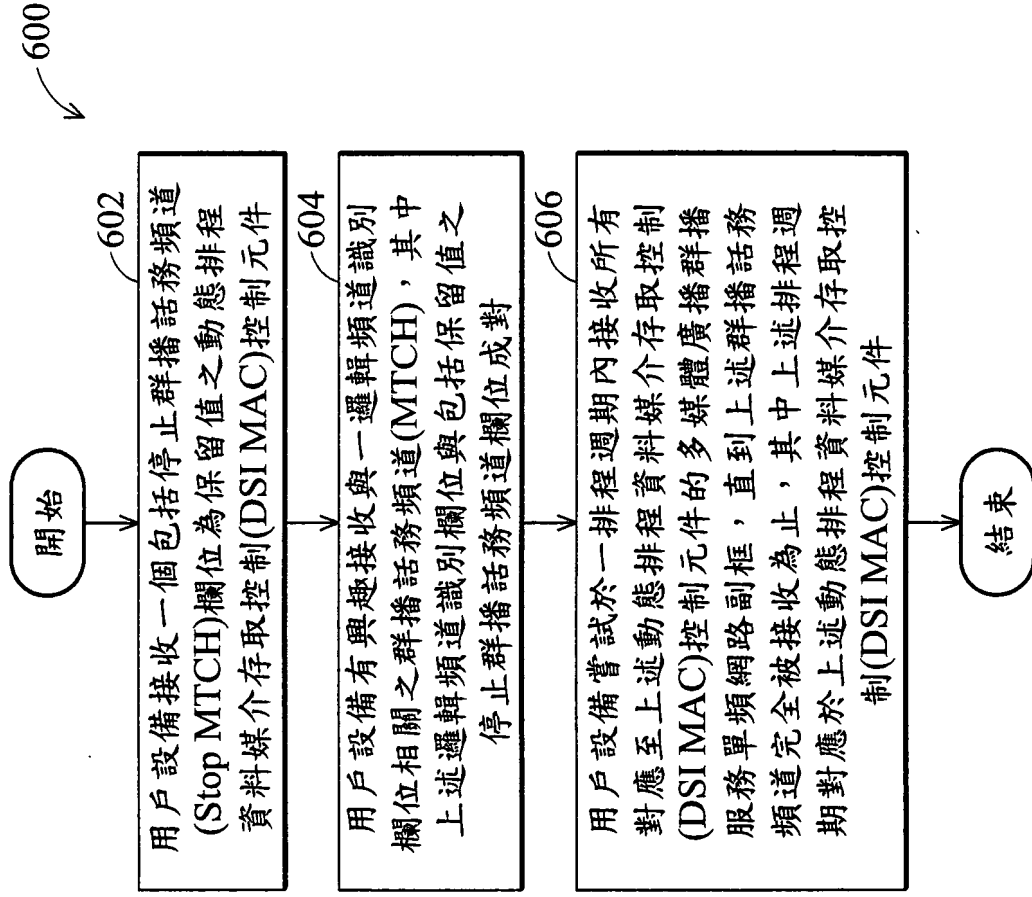 600
開始
602
用戶設備接收一個包括停止群播話務頻道
(Stop MTCH)欄位為保留值之動態排程
資料媒介存取控制(DSI MAC)控制元件
604
用戶設備有興趣接收與一邏輯頻道識別
欄位相關之群播話務頻道(MTCH)，其中
上述邏輯頻道識別欄位與包括保留值之
停止群播話務頻道欄位成對
606
用戶設備嘗試於一排程週期內接收所有
對應至上述動態排程資料媒介存取控制
(DSI MAC)控制元件的多媒體廣播群播
服務單頻網路副框，直到上述群播話務
頻道完全被接收為止，其中上述排程週
期對應於上述動態排程資料媒介存取控
制(DSI MAC)控制元件
結束